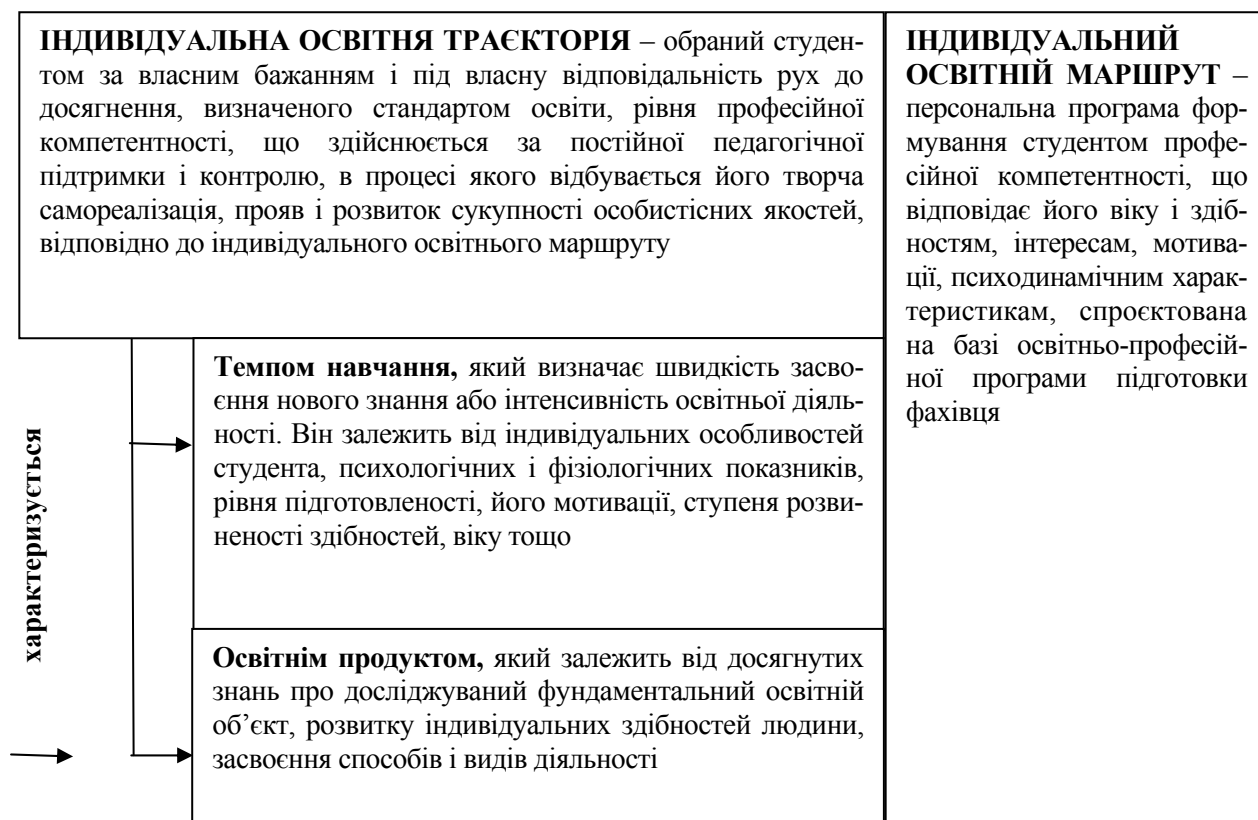 ІНДИВІДУАЛЬНА ОСВІТНЯ ТРАЄКТОРІЯ – обраний студен-
том за власним бажанням і під власну відповідальність рух до
досягнення, визначеного стандартом освіти, рівня професійної
компетентності, що здійснюється за постійної педагогічної
підтримки і контролю, в процесі якого відбувається його творча
самореалізація, прояв і розвиток сукупності особистісних якостей,
відповідно до індивідуального освітнього маршруту
ІНДИВІДУАЛЬНИЙ
ОСВІТНІЙ МАРШРУТ –
персональна програма фор-
мування студентом профе-
сійної компетентності, що
відповідає його віку і здіб-
ностям, інтересам, мотива-
ції, психодинамічним харак-
теристикам, спроєктована
на базі освітньо-професій-
ної програми підготовки
фахівця
характеризується
Темпом навчання, який визначає швидкість засво-
єння нового знання або інтенсивність освітньої діяль-
ності. Він залежить від індивідуальних особливостей
студента, психологічних і фізіологічних показників,
рівня підготовленості, його мотивації, ступеня розви-
неності здібностей, віку тощо
Освітнім продуктом, який залежить від досягнутих
знань про досліджуваний фундаментальний освітній
об’єкт, розвитку індивідуальних здібностей людини,
засвоєння способів і видів діяльності